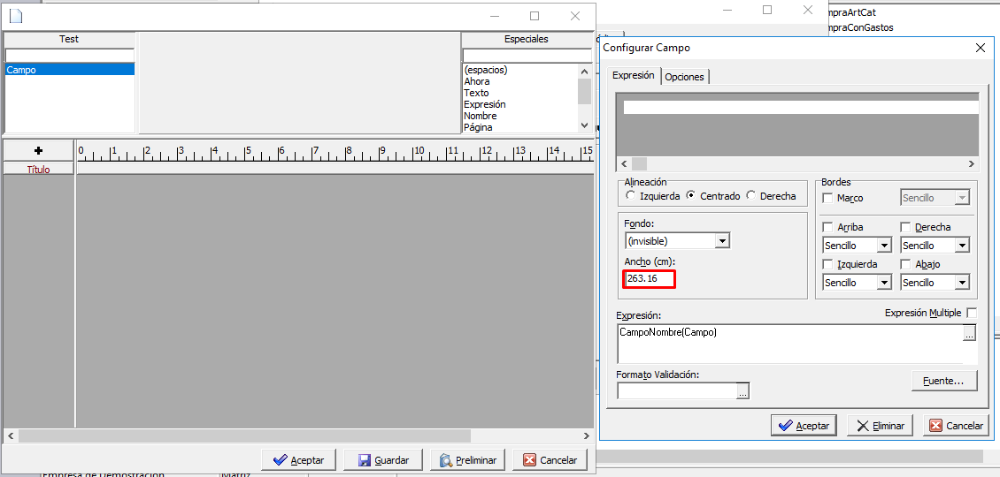 mpraArtCat
mpraConGastos
Test
Especiales
Campo
(espacios)
Ahora
Texto
Expresión
Nombre
Página
+
0 1 2 3 4 5 6 7 8 9 10 11 12 13 14 15
Título
Aceptar
Guardar
Preliminar
Cancelar
Configurar Campo
Expresión
Opciones
Alineación
Izquierda
Centrado
Derecha
Bordes
Marco
Sencillo
Fondo:
(invisible)
Arriba
Derecha
Sencillo
Sencillo
Ancho (cm):
263.16
Izquierda
Abajo
Sencillo
Sencillo
Expresión:
Expresión Multiple
CampoNombre(Campo)
...
Formato Validación:
...
Fuente...
Aceptar
Eliminar
Cancelar
Empresa de Demostración
Matriz